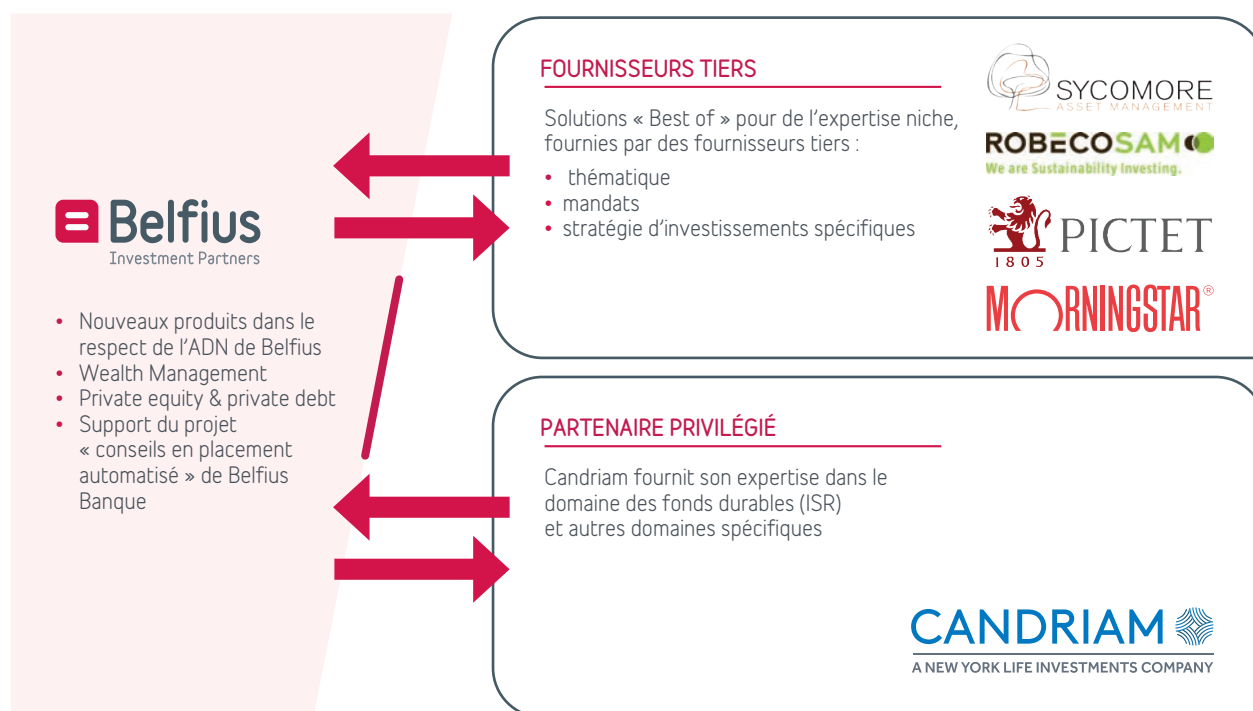 Belfius
Investment Partners
• Nouveaux produits dans le
respect de l'ADN de Belfius
• Wealth Management
• Private equity & private debt
• Support du projet
« conseils en placement
automatisé » de Belfius
Banque
FOURNISSEURS TIERS
Solutions « Best of » pour de l'expertise niche,
fournies par des fournisseurs tiers :
• thématique
• mandats
• stratégie d'investissements spécifiques
SYCOMORE
ASSET MANAGEMENT
ROBECOSAM
We are Sustainability Investing.
PICTET
1805
MORNINGSTAR®
PARTENAIRE PRIVILÉGIÉ
Candriam fournit son expertise dans le
domaine des fonds durables (ISR)
et autres domaines spécifiques
CANDRIAM
A NEW YORK LIFE INVESTMENTS COMPANY